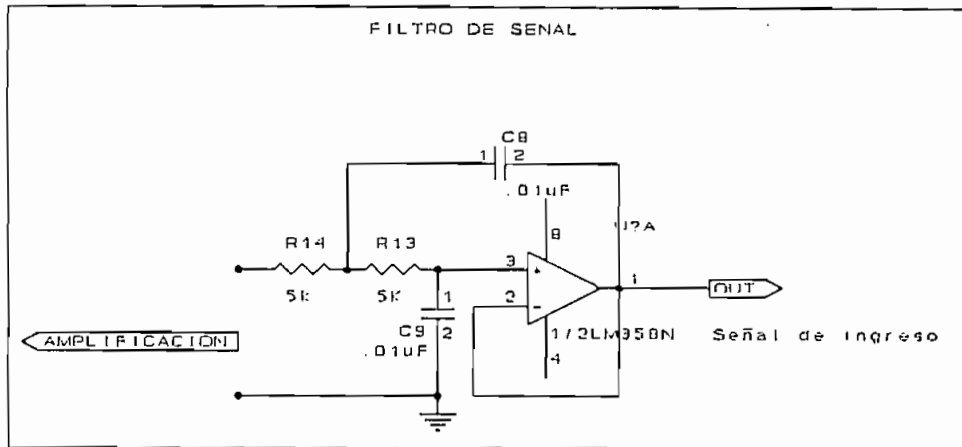 FILTRO DE SENAL
C8
1 2
.01uF
U?A
8
R14
R13
3
1
5k
5K
1
2
OUT
C9
2
1/2LM358N
Señal de ingreso
AMPLIFICACION
.01uF
4